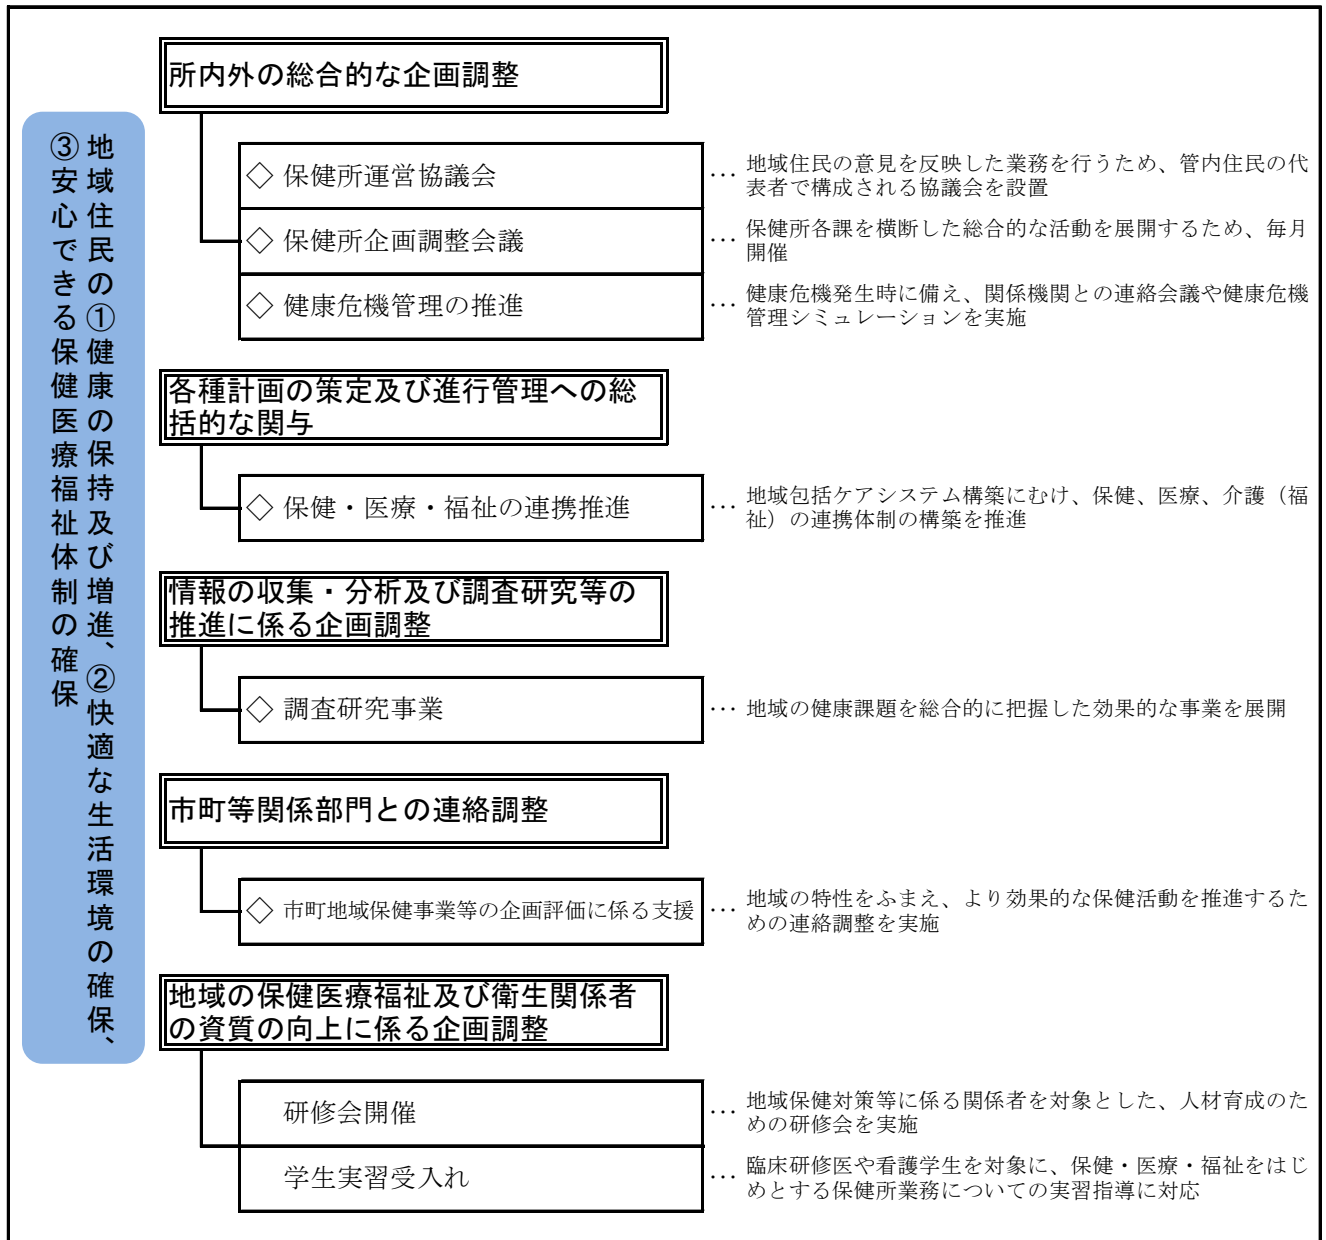 地域住民の①健康の保持及び増進、②快適な生活環境の確保、
③安心できる保健医療福祉体制の確保
所内外の総合的な企画調整
◇ 保健所運営協議会
… 地域住民の意見を反映した業務を行うため、管内住民の代
表者で構成される協議会を設置
◇ 保健所企画調整会議
… 保健所各課を横断した総合的な活動を展開するため、毎月
開催
◇ 健康危機管理の推進
… 健康危機発生時に備え、関係機関との連絡会議や健康危機
管理シミュレーションを実施
各種計画の策定及び進行管理への総
括的な関与
◇ 保健・医療・福祉の連携推進
… 地域包括ケアシステム構築にむけ、保健、医療、介護（福
祉）の連携体制の構築を推進
情報の収集・分析及び調査研究等の
推進に係る企画調整
◇ 調査研究事業
… 地域の健康課題を総合的に把握した効果的な事業を展開
市町等関係部門との連絡調整
◇ 市町地域保健事業等の企画評価に係る支援
… 地域の特性をふまえ、より効果的な保健活動を推進するた
めの連絡調整を実施
地域の保健医療福祉及び衛生関係者
の資質の向上に係る企画調整
研修会開催
… 地域保健対策等に係る関係者を対象とした、人材育成のた
めの研修会を実施
学生実習受入れ
… 臨床研修医や看護学生を対象に、保健・医療・福祉をはじ
めとする保健所業務についての実習指導に対応